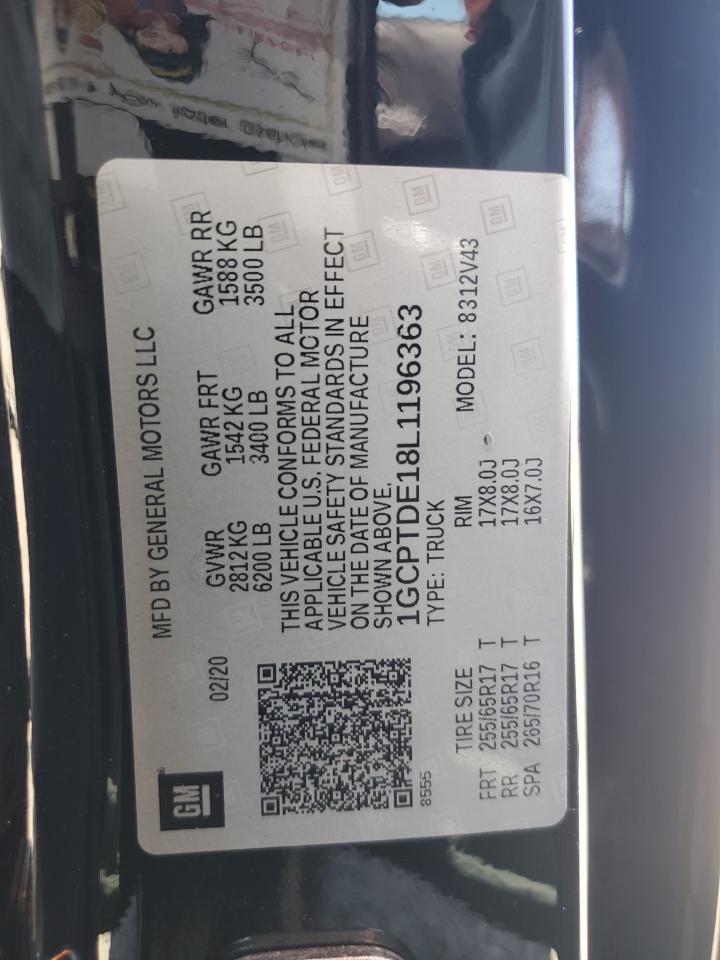 GM
MFD BY GENERAL MOTORS LLC
02/20
GVWR GAWR FRT GAWR RR
2812 KG 1542 KG 1588 KG
6200 LB 3400 LB 3500 LB
THIS VEHICLE CONFORMS TO ALL
APPLICABLE U.S. FEDERAL MOTOR
VEHICLE SAFETY STANDARDS IN EFFECT
ON THE DATE OF MANUFACTURE
SHOWN ABOVE.
1GCPTDE18L1196363
8555
TYPE: TRUCK
TIRE SIZE RIM MODEL: 8312V43
FRT 255/65R17 T 17X8.0J
RR 255/65R17 T 17X8.0J
SPA 265/70R16 T 16X7.0J